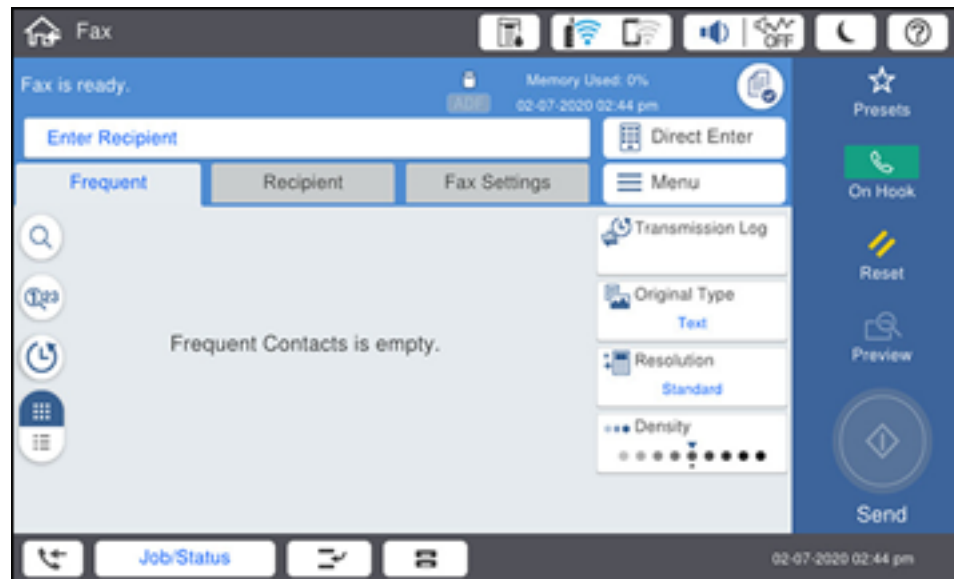 Fax
OFF
Fax is ready.
Memory Used: 0%
ADF
02-07-2020 02:44 pm
Presets
Enter Recipient
Direct Enter
Frequent
Recipient
Fax Settings
Menu
On Hook
Transmission Log
Reset
123
Original Type
Text
Frequent Contacts is empty.
Resolution
Standard
Preview
Density
Send
Job/Status
02-07-2020 02:44 pm